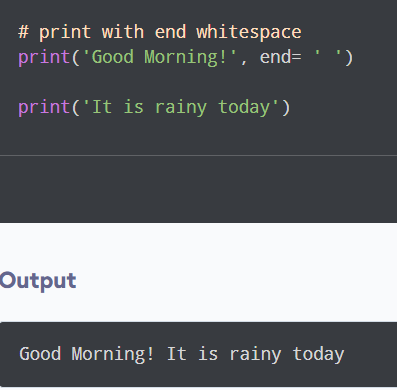 # print with end whitespace
print('Good Morning!', end= ' ')
print('It is rainy today')
Output
Good Morning! It is rainy today